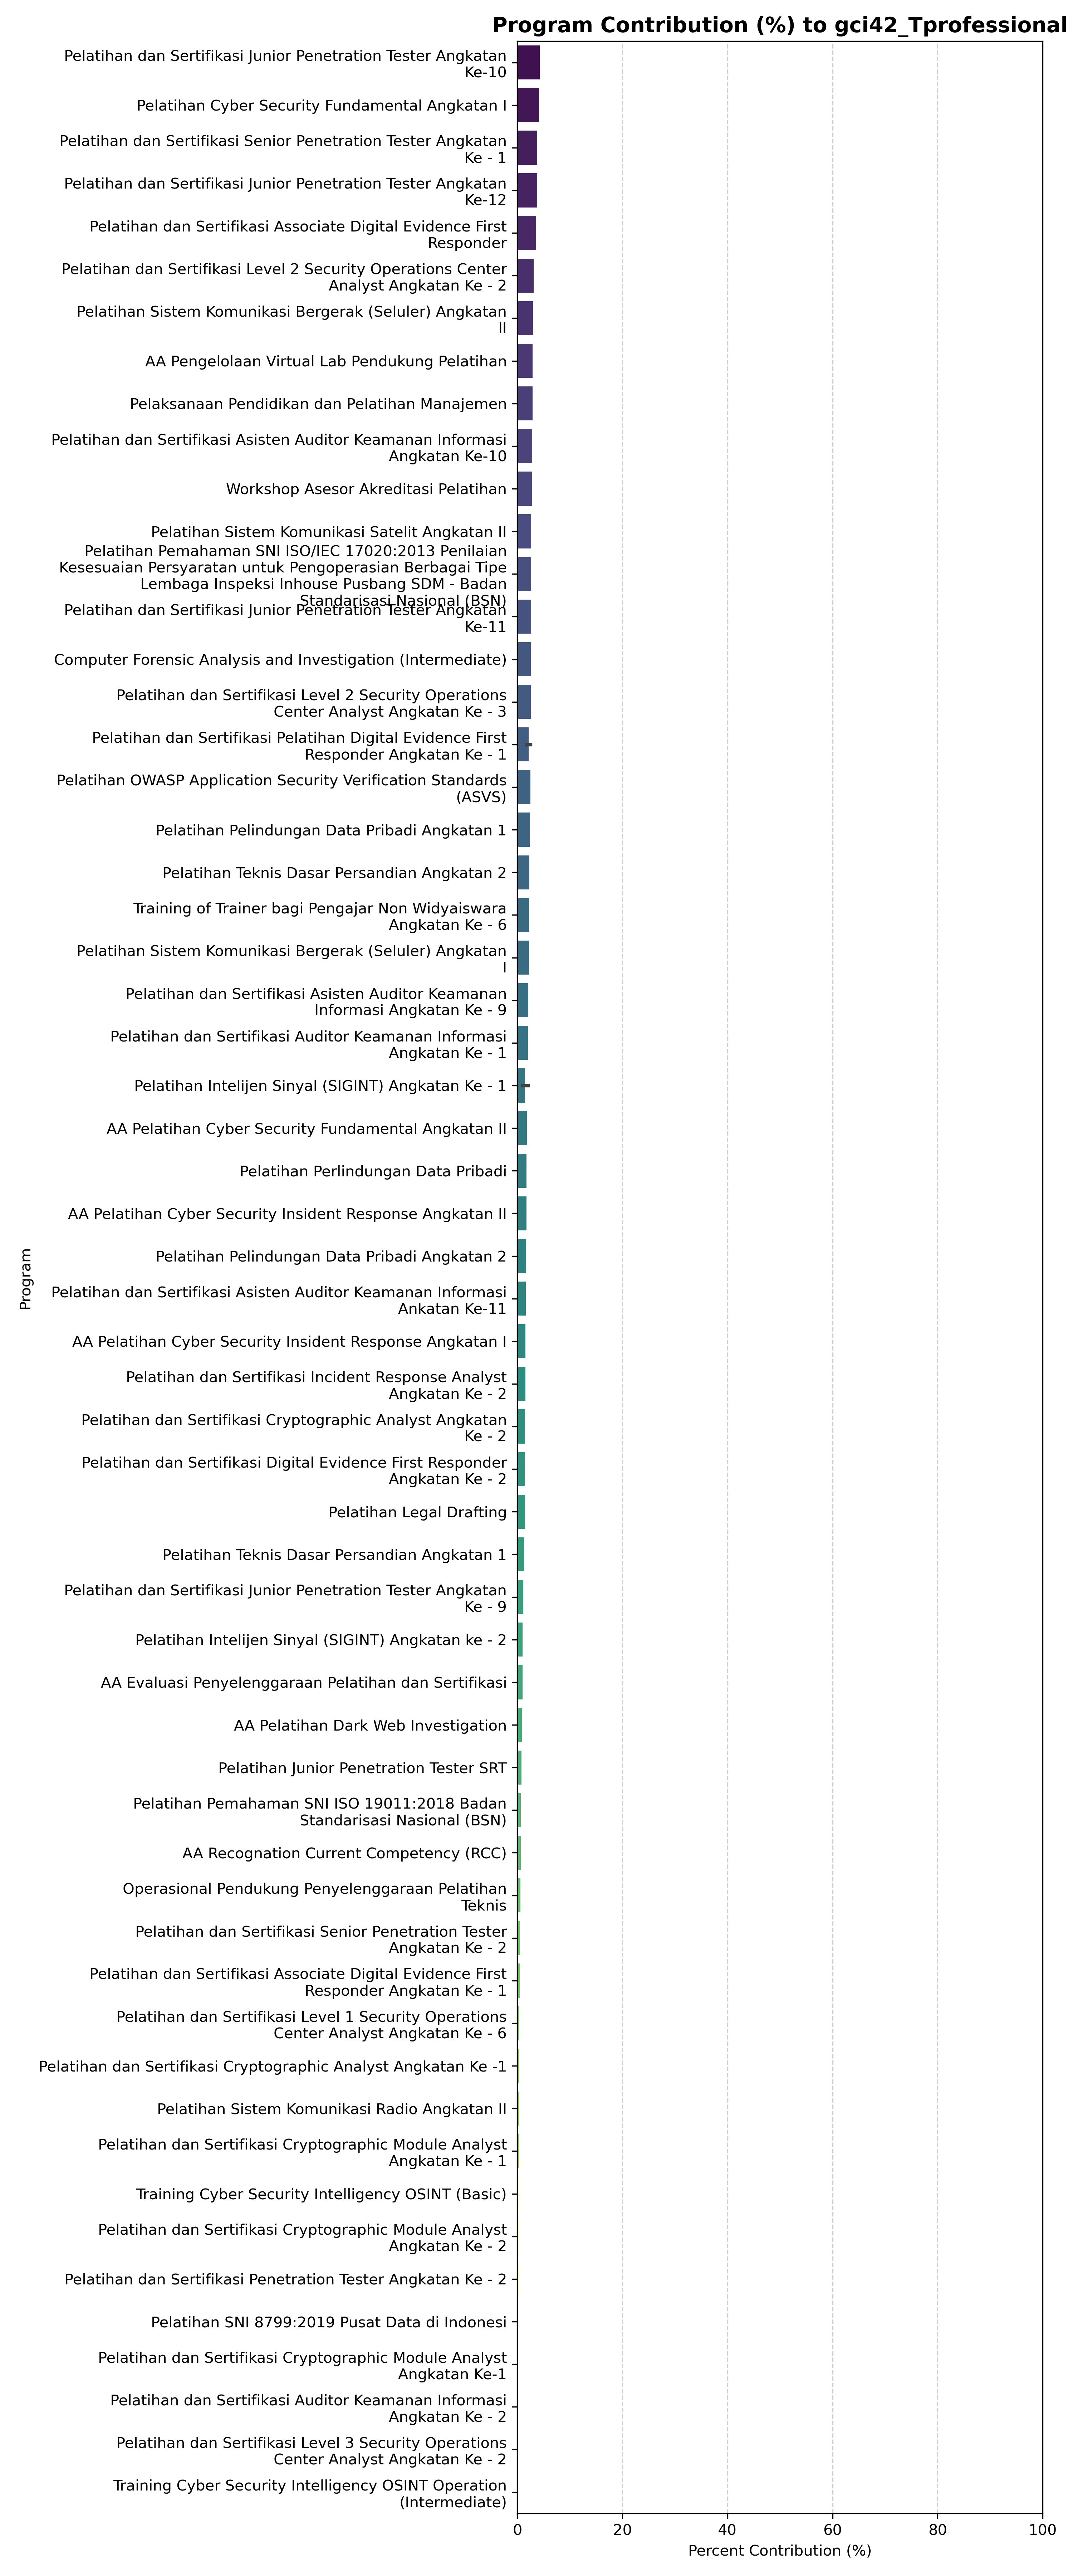 Program Contribution (%) to gci42_Tprofessional
Pelatihan dan Sertifikasi Junior Penetration Tester Angkatan
Ke-10
Pelatihan Cyber Security Fundamental Angkatan I
Pelatihan dan Sertifikasi Senior Penetration Tester Angkatan
Ke - 1
Pelatihan dan Sertifikasi Junior Penetration Tester Angkatan
Ke-12
Pelatihan dan Sertifikasi Associate Digital Evidence First
Responder
Pelatihan dan Sertifikasi Level 2 Security Operations Center
Analyst Angkatan Ke - 2
Pelatihan Sistem Komunikasi Bergerak (Seluler) Angkatan
II
AA Pengelolaan Virtual Lab Pendukung Pelatihan
Pelaksanaan Pendidikan dan Pelatihan Manajemen
Pelatihan dan Sertifikasi Asisten Auditor Keamanan Informasi
Angkatan Ke-10
Workshop Asesor Akreditasi Pelatihan
Pelatihan Sistem Komunikasi Satelit Angkatan II
Pelatihan Pemahaman SNI ISO/IEC 17020:2013 Penilaian
Kesesuaian Persyaratan untuk Pengoperasian Berbagai Tipe
Lembaga Inspeksi Inhouse Pusbang SDM - Badan
Standarisasi Nasional (BSN)
Pelatihan dan Sertifikasi Junior Penetration Tester Angkatan
Ke-11
Computer Forensic Analysis and Investigation (Intermediate)
Pelatihan dan Sertifikasi Level 2 Security Operations
Center Analyst Angkatan Ke - 3
Pelatihan dan Sertifikasi Pelatihan Digital Evidence First
Responder Angkatan Ke - 1
Pelatihan OWASP Application Security Verification Standards
(ASVS)
Pelatihan Pelindungan Data Pribadi Angkatan 1
Pelatihan Teknis Dasar Persandian Angkatan 2
Training of Trainer bagi Pengajar Non Widyaiswara
Angkatan Ke - 6
Pelatihan Sistem Komunikasi Bergerak (Seluler) Angkatan
I
Pelatihan dan Sertifikasi Asisten Auditor Keamanan
Informasi Angkatan Ke - 9
Pelatihan dan Sertifikasi Auditor Keamanan Informasi
Angkatan Ke - 1
Pelatihan Intelijen Sinyal (SIGINT) Angkatan Ke - 1
AA Pelatihan Cyber Security Fundamental Angkatan II
Pelatihan Perlindungan Data Pribadi
AA Pelatihan Cyber Security Insident Response Angkatan II
Pelatihan Pelindungan Data Pribadi Angkatan 2
Pelatihan dan Sertifikasi Asisten Auditor Keamanan Informasi
Ankatan Ke-11
AA Pelatihan Cyber Security Insident Response Angkatan I
Pelatihan dan Sertifikasi Incident Response Analyst
Angkatan Ke - 2
Pelatihan dan Sertifikasi Cryptographic Analyst Angkatan
Ke - 2
Pelatihan dan Sertifikasi Digital Evidence First Responder
Angkatan Ke - 2
Pelatihan Legal Drafting
Pelatihan Teknis Dasar Persandian Angkatan 1
Pelatihan dan Sertifikasi Junior Penetration Tester Angkatan
Ke - 9
Pelatihan Intelijen Sinyal (SIGINT) Angkatan ke - 2
AA Evaluasi Penyelenggaraan Pelatihan dan Sertifikasi
AA Pelatihan Dark Web Investigation
Pelatihan Junior Penetration Tester SRT
Pelatihan Pemahaman SNI ISO 19011:2018 Badan
Standarisasi Nasional (BSN)
AA Recognation Current Competency (RCC)
Operasional Pendukung Penyelenggaraan Pelatihan
Teknis
Pelatihan dan Sertifikasi Senior Penetration Tester
Angkatan Ke - 2
Pelatihan dan Sertifikasi Associate Digital Evidence First
Responder Angkatan Ke - 1
Pelatihan dan Sertifikasi Level 1 Security Operations
Center Analyst Angkatan Ke - 6
Pelatihan dan Sertifikasi Cryptographic Analyst Angkatan Ke -1
Pelatihan Sistem Komunikasi Radio Angkatan II
Pelatihan dan Sertifikasi Cryptographic Module Analyst
Angkatan Ke - 1
Training Cyber Security Intelligency OSINT (Basic)
Pelatihan dan Sertifikasi Cryptographic Module Analyst
Angkatan Ke - 2
Pelatihan dan Sertifikasi Penetration Tester Angkatan Ke - 2
Pelatihan SNI 8799:2019 Pusat Data di Indonesi
Pelatihan dan Sertifikasi Cryptographic Module Analyst
Angkatan Ke-1
Pelatihan dan Sertifikasi Auditor Keamanan Informasi
Angkatan Ke - 2
Pelatihan dan Sertifikasi Level 3 Security Operations
Center Analyst Angkatan Ke - 2
Training Cyber Security Intelligency OSINT Operation
(Intermediate)
Program
0 20 40 60 80 100
Percent Contribution (%)